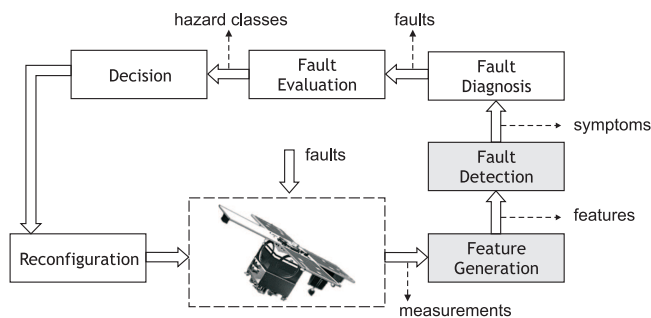 hazard classes
faults
Decision
Fault
Evaluation
Fault
Diagnosis
symptoms
faults
Fault
Detection
features
Reconfiguration
Feature
Generation
measurements